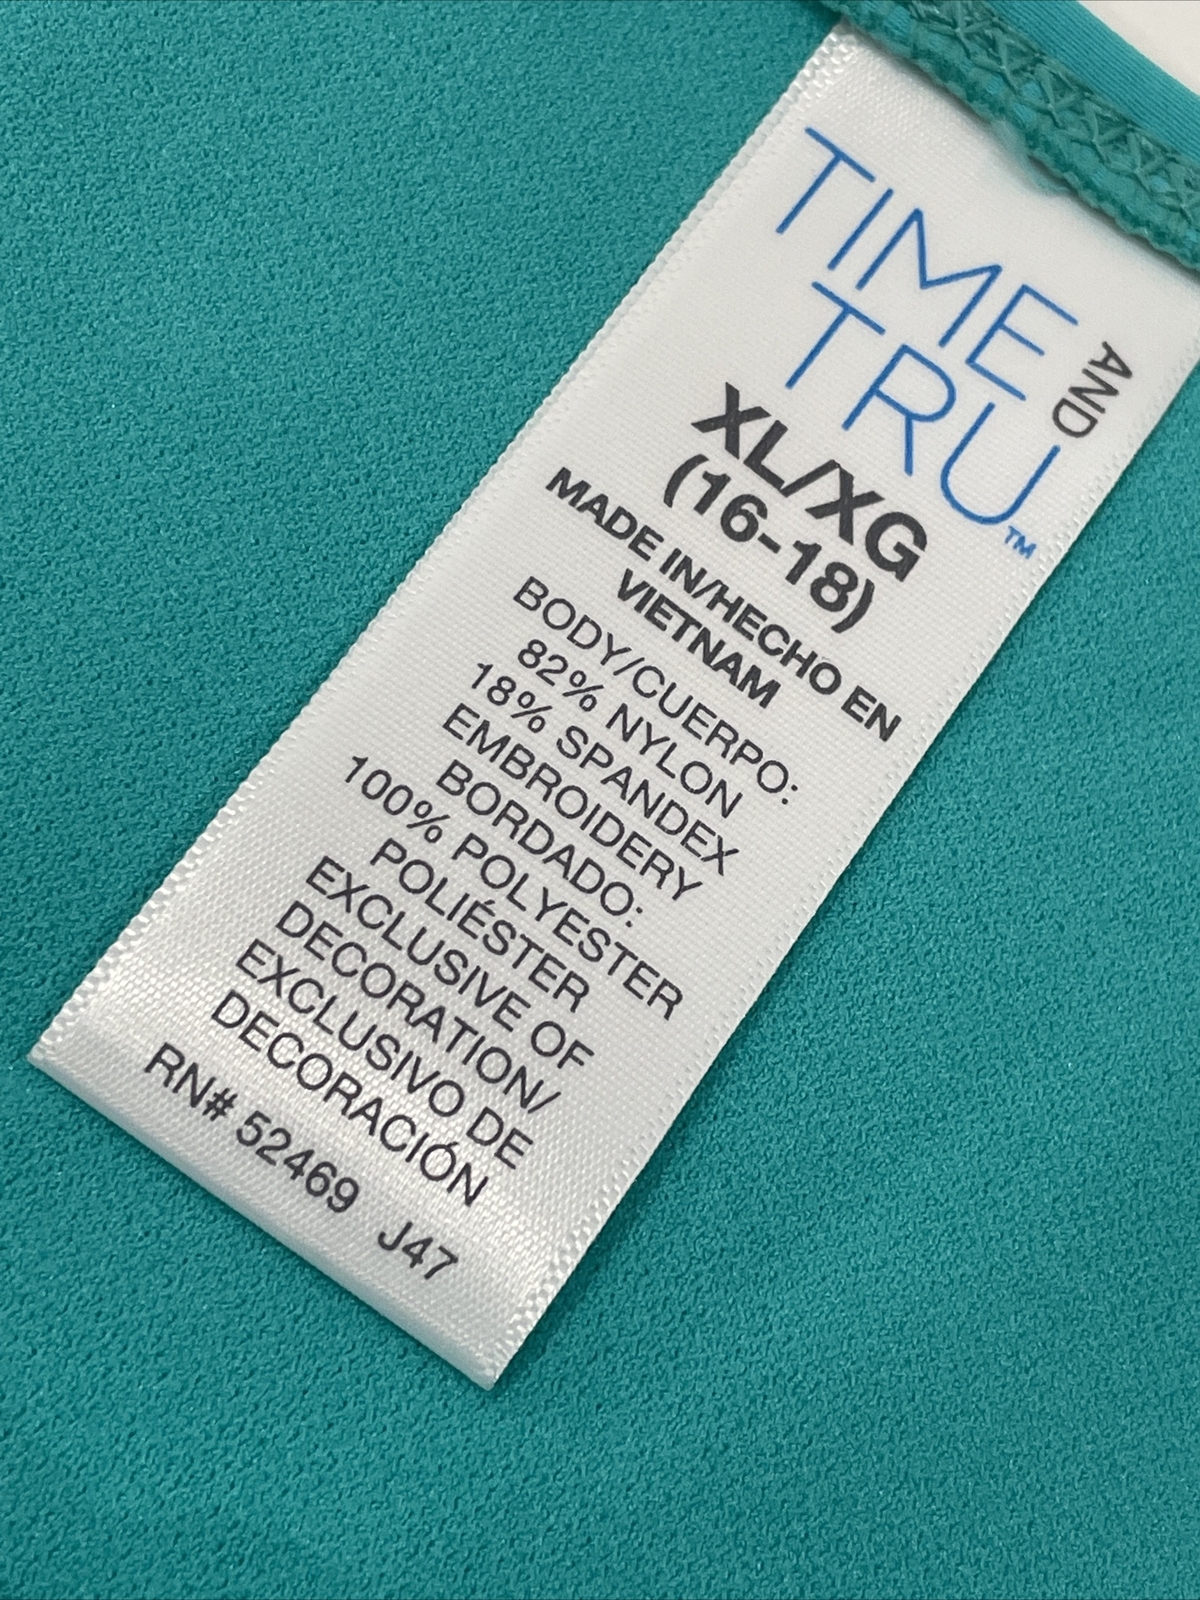 TIME
AND
TRU™
XL/XG
(16-18)
MADE IN/HECHO EN
VIETNAM
BODY/CUERPO:
82% NYLON
18% SPANDEX
EMBROIDERY
BORDADO:
100% POLYESTER
POLIÉSTER
EXCLUSIVE OF
DECORATION/
EXCLUSIVO DE
DECORACIÓN
RN# 52469 J47